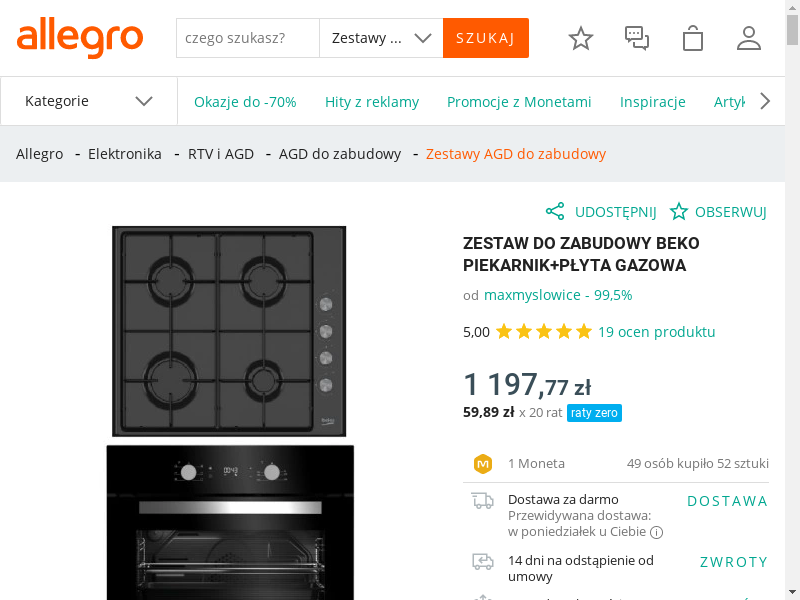 allegro
czego szukasz?
Zestawy ...
SZUKAJ
Kategorie
Okazje do -70%
Hity z reklamy
Promocje z Monetami
Inspiracje
Artyk
Allegro - Elektronika - RTV i AGD - AGD do zabudowy - Zestawy AGD do zabudowy
UDOSTĘPNIJ
OBSERWUJ
ZESTAW DO ZABUDOWY BEKO
PIEKARNIK+PŁYTA GAZOWA
od maxmyslowice - 99,5%
5,00 19 ocen produktu
1 197,77 zł
59,89 zł x 20 rat raty zero
1 Moneta
49 osób kupiło 52 sztuki
Dostawa za darmo
DOSTAWA
Przewidywana dostawa:
w poniedziałek u Ciebie
14 dni na odstąpienie od
umowy
ZWROTY